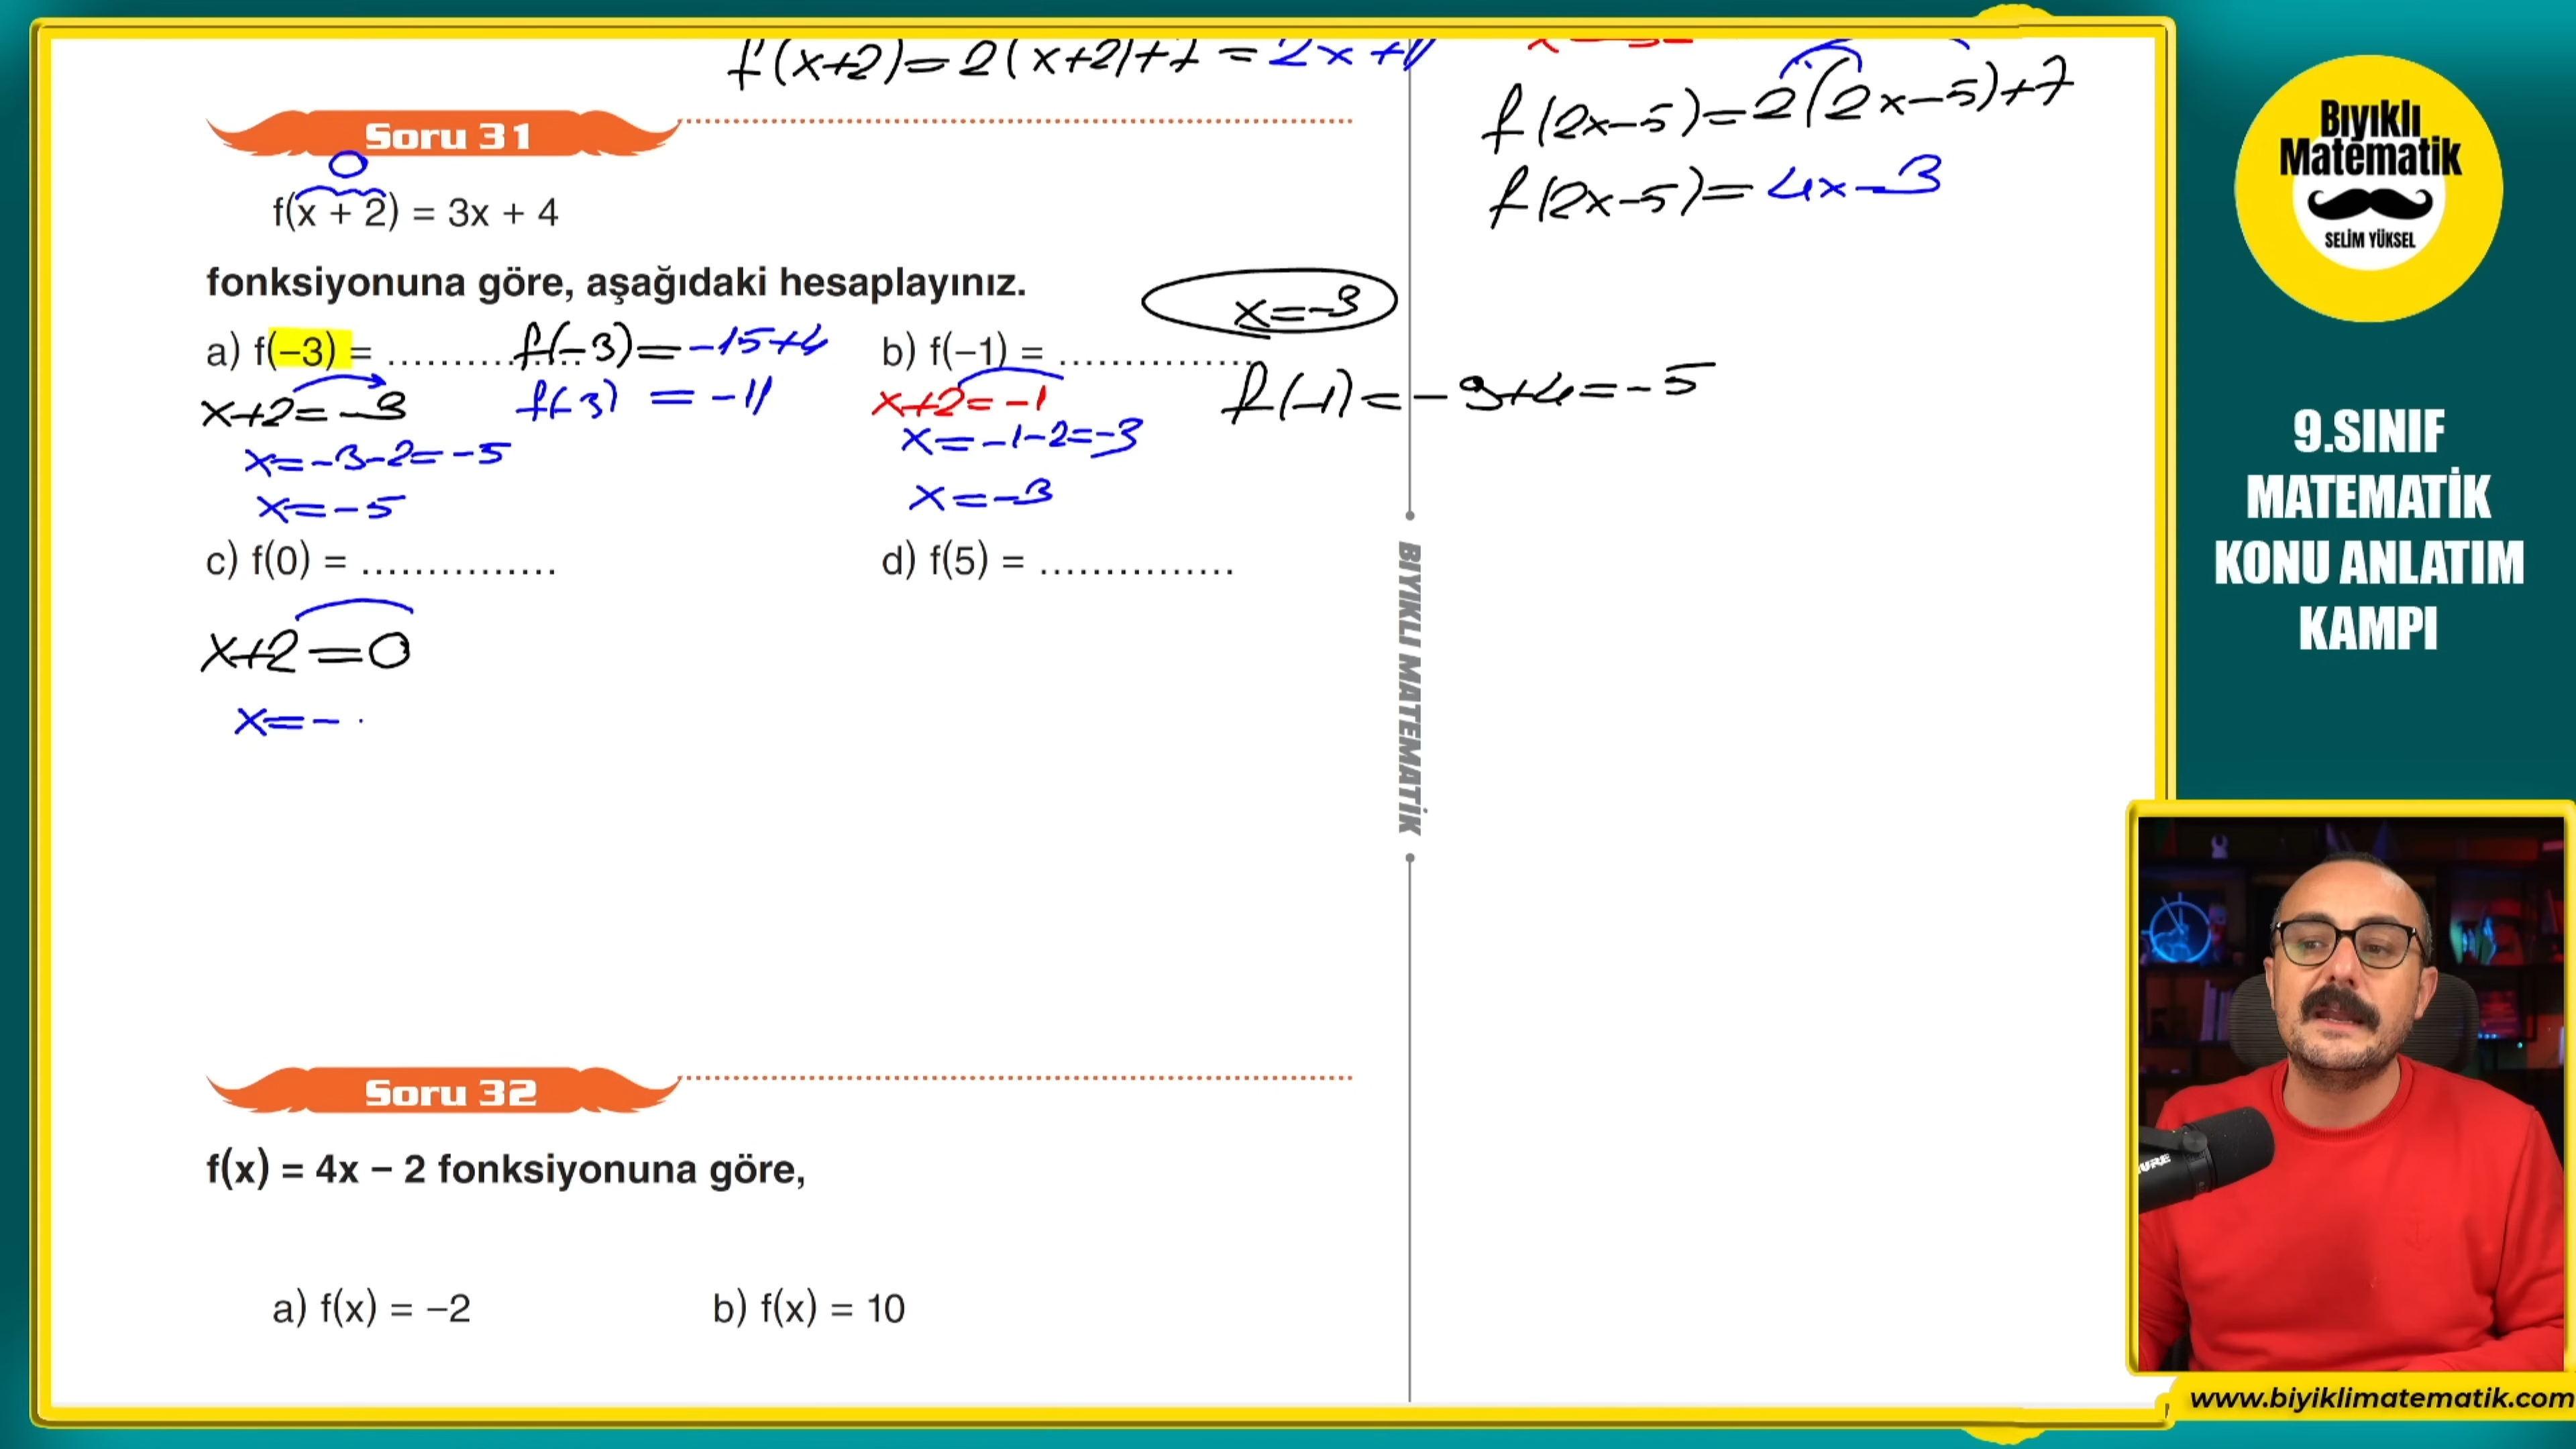 f(x+2)=2(x+2)+7=2x+11
Soru 31
0
f(x + 2) = 3x + 4
fonksiyonuna göre, aşağıdaki hesaplayınız.
a) f(–3) = ...............
f(-3)=-15+4
f(-3) = -11
x+2=-3
x=-3-2=-5
x=-5
b) f(–1) = ...............
x=-3
f(-1)=-9+4=-5
x+2=-1
x=-1-2=-3
x=-3
c) f(0) = ...............
x+2=0
x=-
d) f(5) = ...............
Soru 32
f(x) = 4x – 2 fonksiyonuna göre,
a) f(x) = –2
b) f(x) = 10
BIYIKLI MATEMATİK
f(2x-5)=2(2x-5)+7
f(2x-5)=4x-3
Bıyıklı
Matematik
SELİM YÜKSEL
9.SINIF
MATEMATİK
KONU ANLATIM
KAMPI
URE
www.biyiklimatematik.com